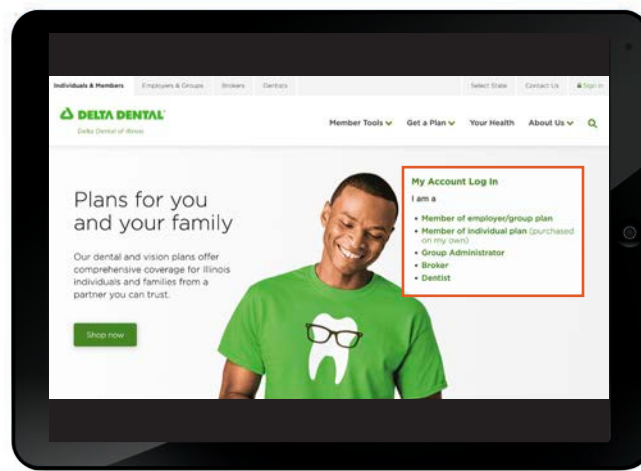 Individuals & Members Employers & Groups Brokers Dentists Select State Contact Us Sign in
DELTA DENTAL
Delta Dental of Illinois
Member Tools Get a Plan Your Health About Us
My Account Log In
I am a
• Member of employer/group plan
• Member of individual plan (purchased
on my own)
• Group Administrator
• Broker
• Dentist
Plans for you
and your family
Our dental and vision plans offer
comprehensive coverage for Illinois
individuals and families from a
partner you can trust.
Shop now